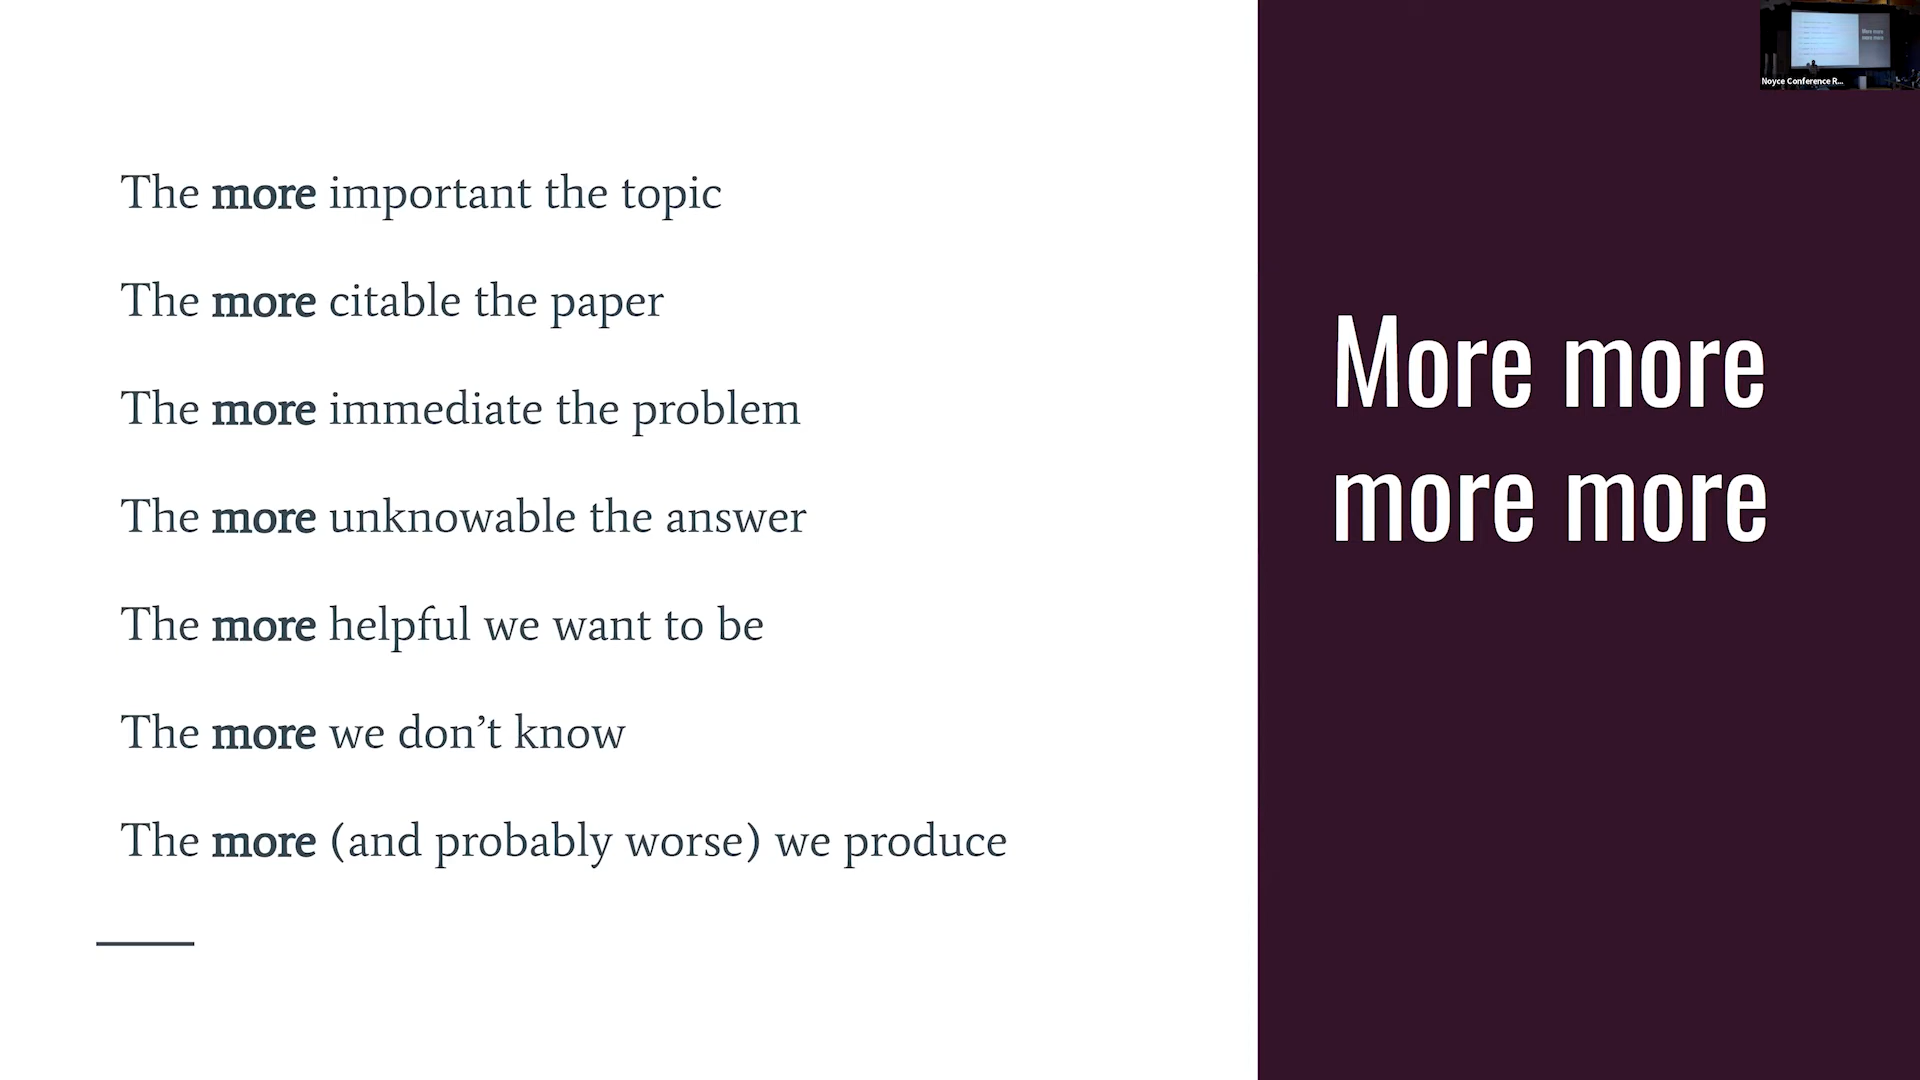 The more important the topic
The more citable the paper
The more immediate the problem
The more unknowable the answer
The more helpful we want to be
The more we don’t know
The more (and probably worse) we produce
More more
more more
Noyce Conference R...